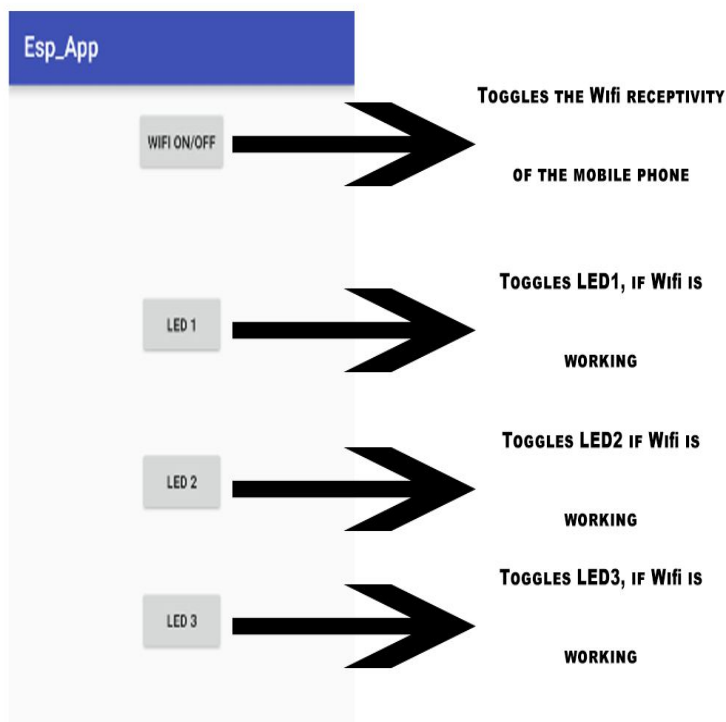 Esp_App
WIFI ON/OFF
Toggles the Wifi receptivity
of the mobile phone
LED 1
Toggles LED1, if Wifi is
working
LED 2
Toggles LED2 if Wifi is
working
LED 3
Toggles LED3, if Wifi is
working